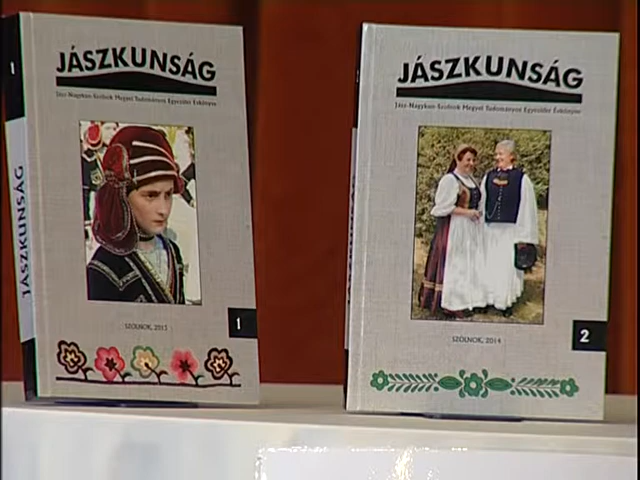 JÁSZKUNSÁG
Jász-Nagykun-Szolnok Megyei Tudományos Egyesület Évkönyve
SZOLNOK, 2013
1
JÁSZKUNSÁG
JÁSZKUNSÁG
Jász-Nagykun-Szolnok Megyei Tudományos Egyesület Évkönyve
SZOLNOK, 2014
2